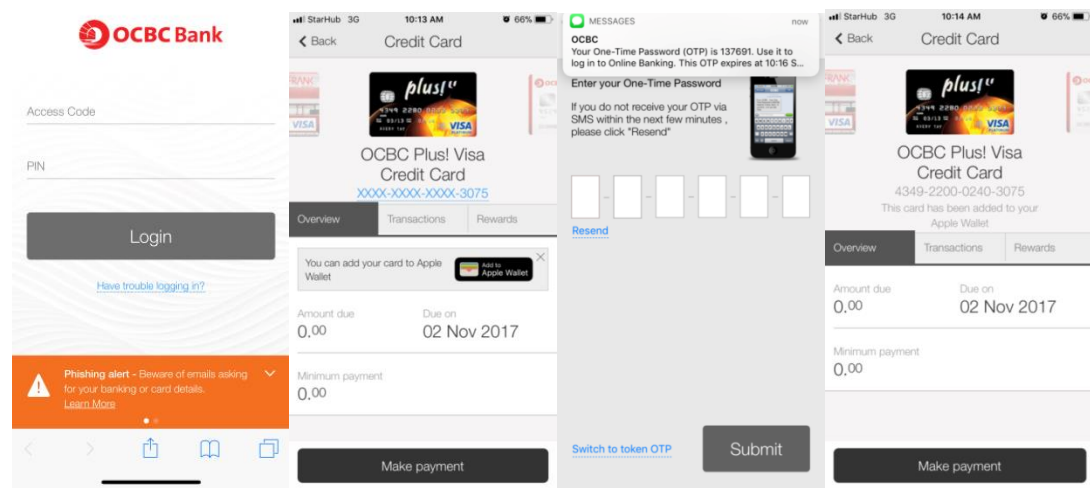 OCBC Bank
Access Code
PIN
Login
Have trouble logging in?
Phishing alert - Beware of emails asking
for your banking or card details.
Learn More
StarHub 3G 10:13 AM 66%
Back Credit Card
VISA
plus!
VISA
OCBC Plus! Visa
Credit Card
XXXX-XXXX-XXXX-3075
Overview Transactions Rewards
You can add your card to Apple
Wallet
Add to
Apple Wallet
Amount due Due on
0.00 02 Nov 2017
Minimum payment
0.00
Make payment
MESSAGES now
OCBC
Your One-Time Password (OTP) is 137691. Use it to
log in to Online Banking. This OTP expires at 10:16 S...
Enter your One-Time Password
If you do not receive your OTP via
SMS within the next few minutes ,
please click "Resend"
Resend
Switch to token OTP
Submit
StarHub 3G 10:14 AM 66%
Back Credit Card
VISA
plus!
VISA
OCBC Plus! Visa
Credit Card
4349-2200-0240-3075
This card has been added to your
Apple Wallet
Overview Transactions Rewards
Amount due Due on
0.00 02 Nov 2017
Minimum payment
0.00
Make payment